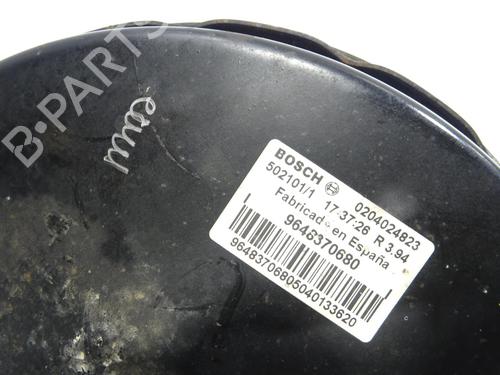 B-PARTS
BOSCH 0204024823
502101/1 17:37:26 R 3.94
Fabricado en España
9648370680
96483706805040133620